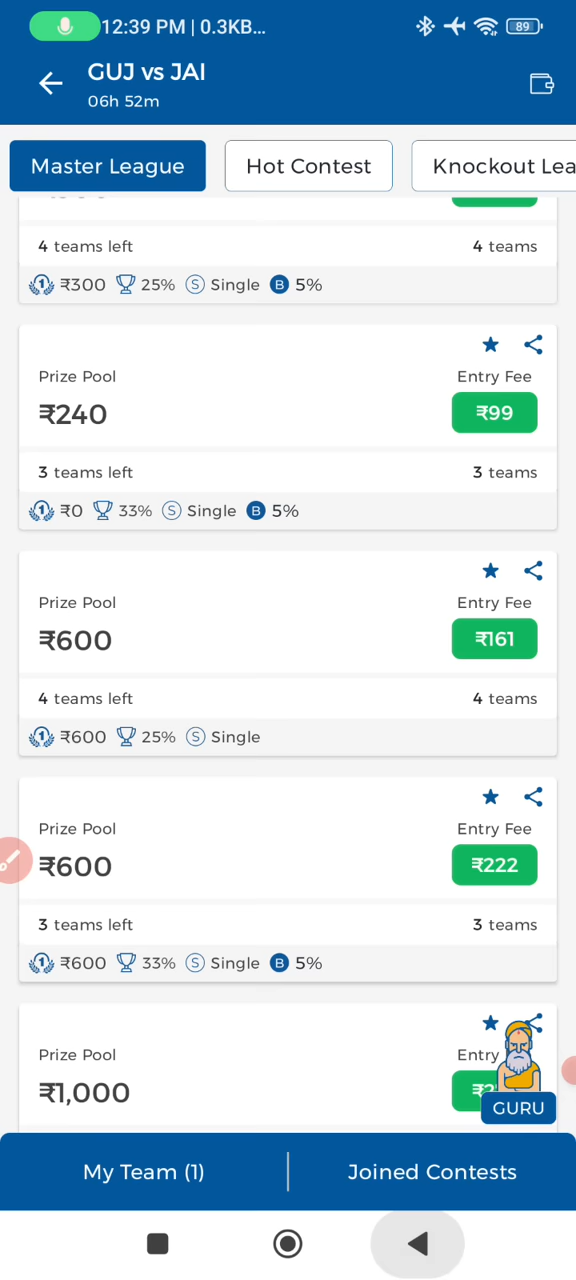 12:39 PM | 0.3KB...
89
GUJ vs JAI
06h 52m
Master League
Hot Contest
Knockout Lea
4 teams left
4 teams
1 ₹300 25% S Single B 5%
Prize Pool
Entry Fee
₹240
₹99
3 teams left
3 teams
1 ₹0 33% S Single B 5%
Prize Pool
Entry Fee
₹600
₹161
4 teams left
4 teams
1 ₹600 25% S Single
Prize Pool
Entry Fee
₹600
₹222
3 teams left
3 teams
1 ₹600 33% S Single B 5%
Prize Pool
Entry
₹1,000
GURU
My Team (1)
Joined Contests